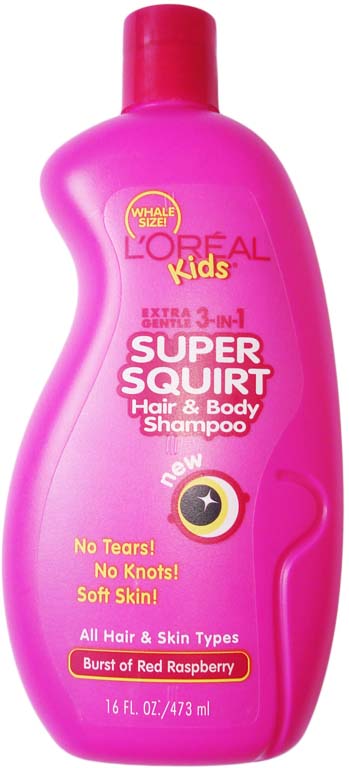 WHALE
SIZE!
L'ORÉAL
Kids®
EXTRA
GENTLE 3-IN-1
SUPER
SQUIRT
Hair & Body
Shampoo
new
No Tears!
No Knots!
Soft Skin!
All Hair & Skin Types
Burst of Red Raspberry
16 FL. OZ./473 ml